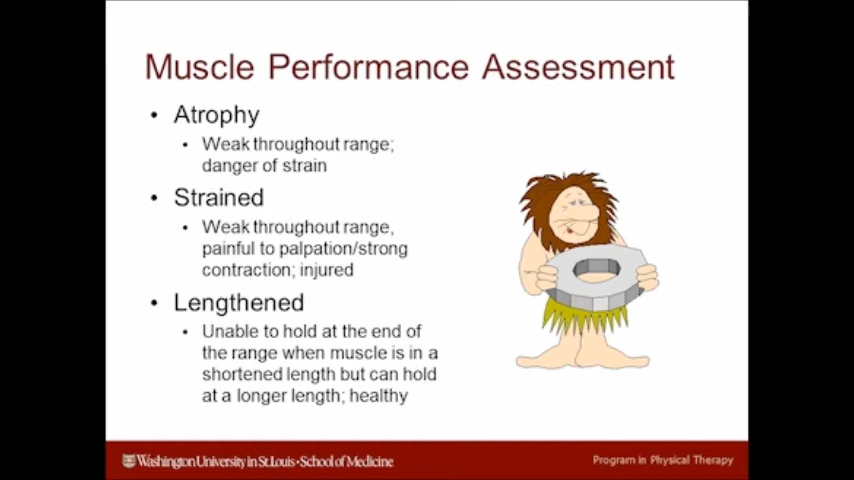 Muscle Performance Assessment
• Atrophy
• Weak throughout range;
danger of strain
• Strained
• Weak throughout range,
painful to palpation/strong
contraction; injured
• Lengthened
• Unable to hold at the end of
the range when muscle is in a
shortened length but can hold
at a longer length; healthy
Washington University in St. Louis • School of Medicine
Program in Physical Therapy